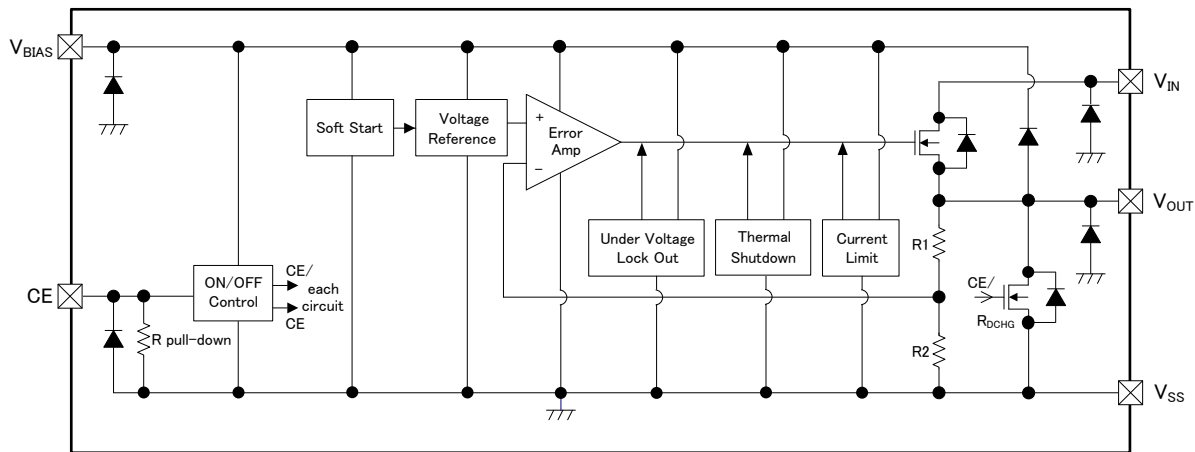 VBIAS
VIN
Soft Start
Voltage
Reference
+
Error
Amp
−
VOUT
Under Voltage
Lock Out
Thermal
Shutdown
Current
Limit
R1
CE
ON/OFF
Control
CE/
each
circuit
CE
CE/
R pull-down
RDCHG
R2
VSS